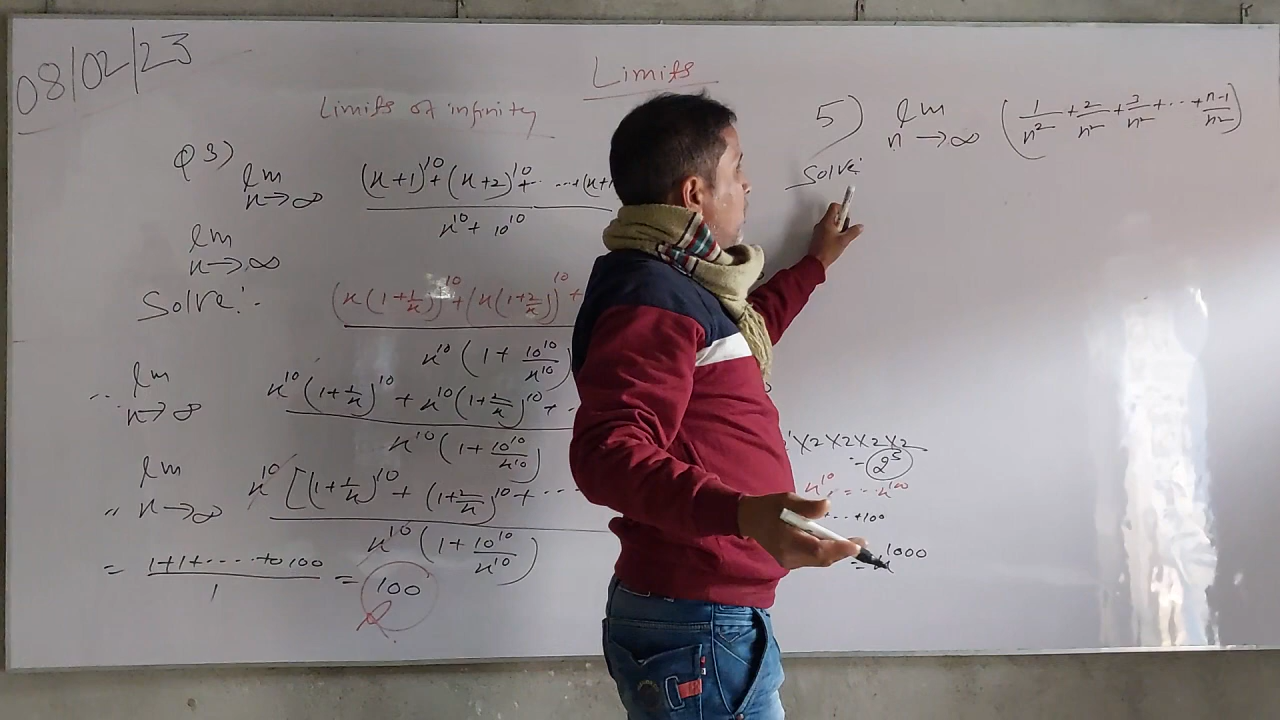 08/02/23
Limits
Limits of infinity
Q 3) lim n→∞ (x+1)^10 + (x+2)^10 + ... + (x+1
x^10 + 10^10
lim n→∞
Solve:-
(x(1+1/x))^10 + (x(1+2/x))^10 +
x^10 (1 + 10^10/x^10)
lim n→∞ x^10 (1+1/x)^10 + x^10 (1+2/x)^10 + ..
x^10 (1 + 10^10/x^10)
" lim n→∞ x^10 [(1+1/x)^10 + (1+2/x)^10 + ...
x^10 (1 + 10^10/x^10)
= 1+1+.....to 100 / 1 = 100
5) lim n→∞ (1/n² + 2/n² + 3/n² + ... + n-1/n²)
Solve:
x2x2x2x2
= 2^5
x^10 ... x^100
+...+100
1000